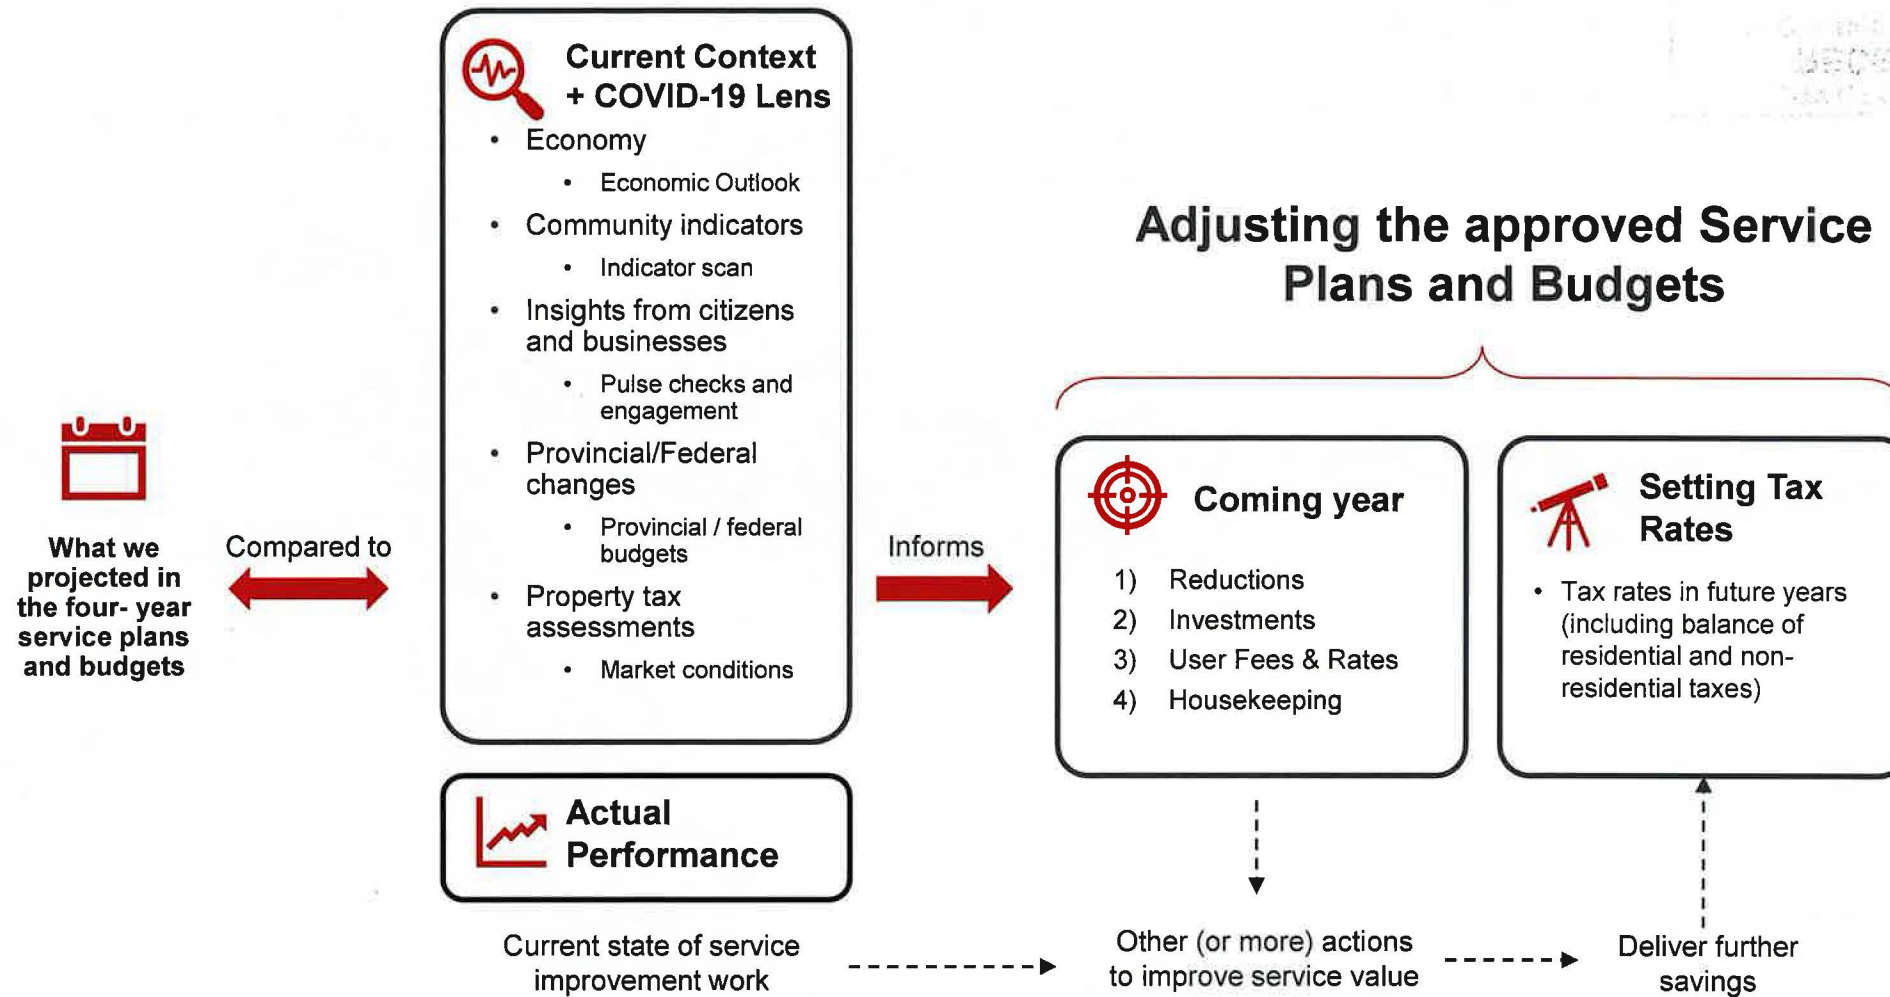 Current Context
+ COVID-19 Lens
• Economy
• Economic Outlook
• Community indicators
• Indicator scan
• Insights from citizens
and businesses
• Pulse checks and
engagement
• Provincial/Federal
changes
• Provincial / federal
budgets
• Property tax
assessments
• Market conditions
What we
projected in
the four- year
service plans
and budgets
Compared to
Informs
Actual
Performance
Current state of service
improvement work
Adjusting the approved Service
Plans and Budgets
Coming year
1) Reductions
2) Investments
3) User Fees & Rates
4) Housekeeping
Setting Tax
Rates
• Tax rates in future years
(including balance of
residential and non-
residential taxes)
Other (or more) actions
to improve service value
Deliver further
savings